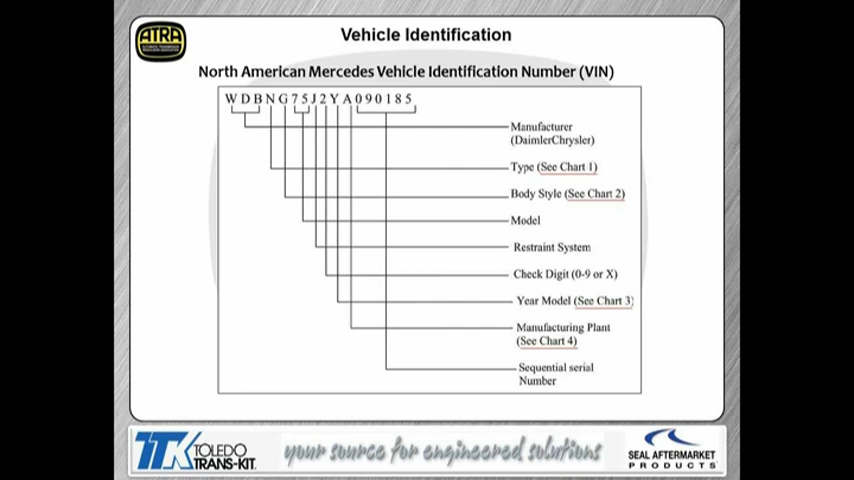 ATRA
Vehicle Identification
North American Mercedes Vehicle Identification Number (VIN)
W D B N G 7 5 J 2 Y A 0 9 0 1 8 5
Manufacturer
(DaimlerChrysler)
Type (See Chart 1)
Body Style (See Chart 2)
Model
Restraint System
Check Digit (0-9 or X)
Year Model (See Chart 3)
Manufacturing Plant
(See Chart 4)
Sequential serial
Number
TTK TOLEDO
TRANS-KIT.
your source for engineered solutions
SEAL AFTERMARKET
PRODUCTS